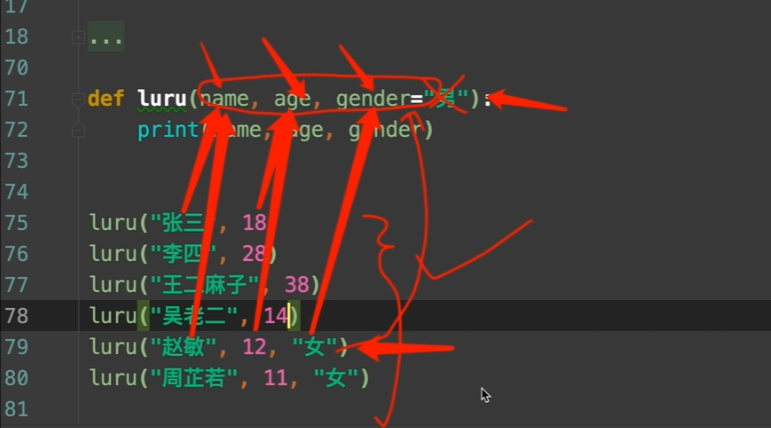 17
18 ...
70
71 def luru(name, age, gender="男"):
72 print(name, age, gender)
73
74
75 luru("张三", 18)
76 luru("李四", 28)
77 luru("王二麻子", 38)
78 luru("吴老二", 14)
79 luru("赵敏", 12, "女")
80 luru("周芷若", 11, "女")
81